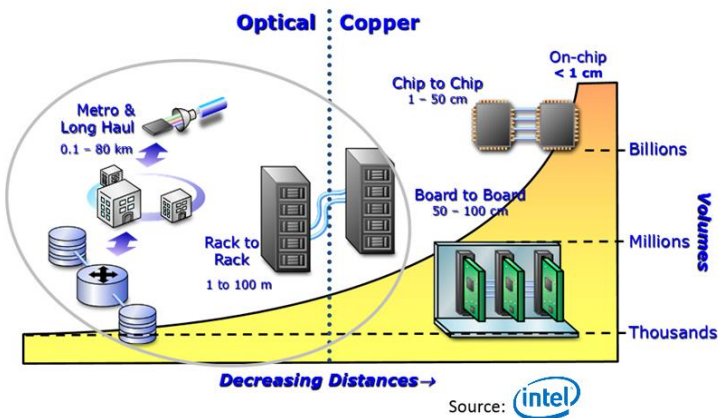 Optical Copper
On-chip
< 1 cm
Chip to Chip
1 – 50 cm
Metro &
Long Haul
0.1 – 80 km
Billions
Board to Board
50 – 100 cm
Rack to
Rack
1 to 100 m
Millions
Volumes
Thousands
Decreasing Distances→
Source: intel